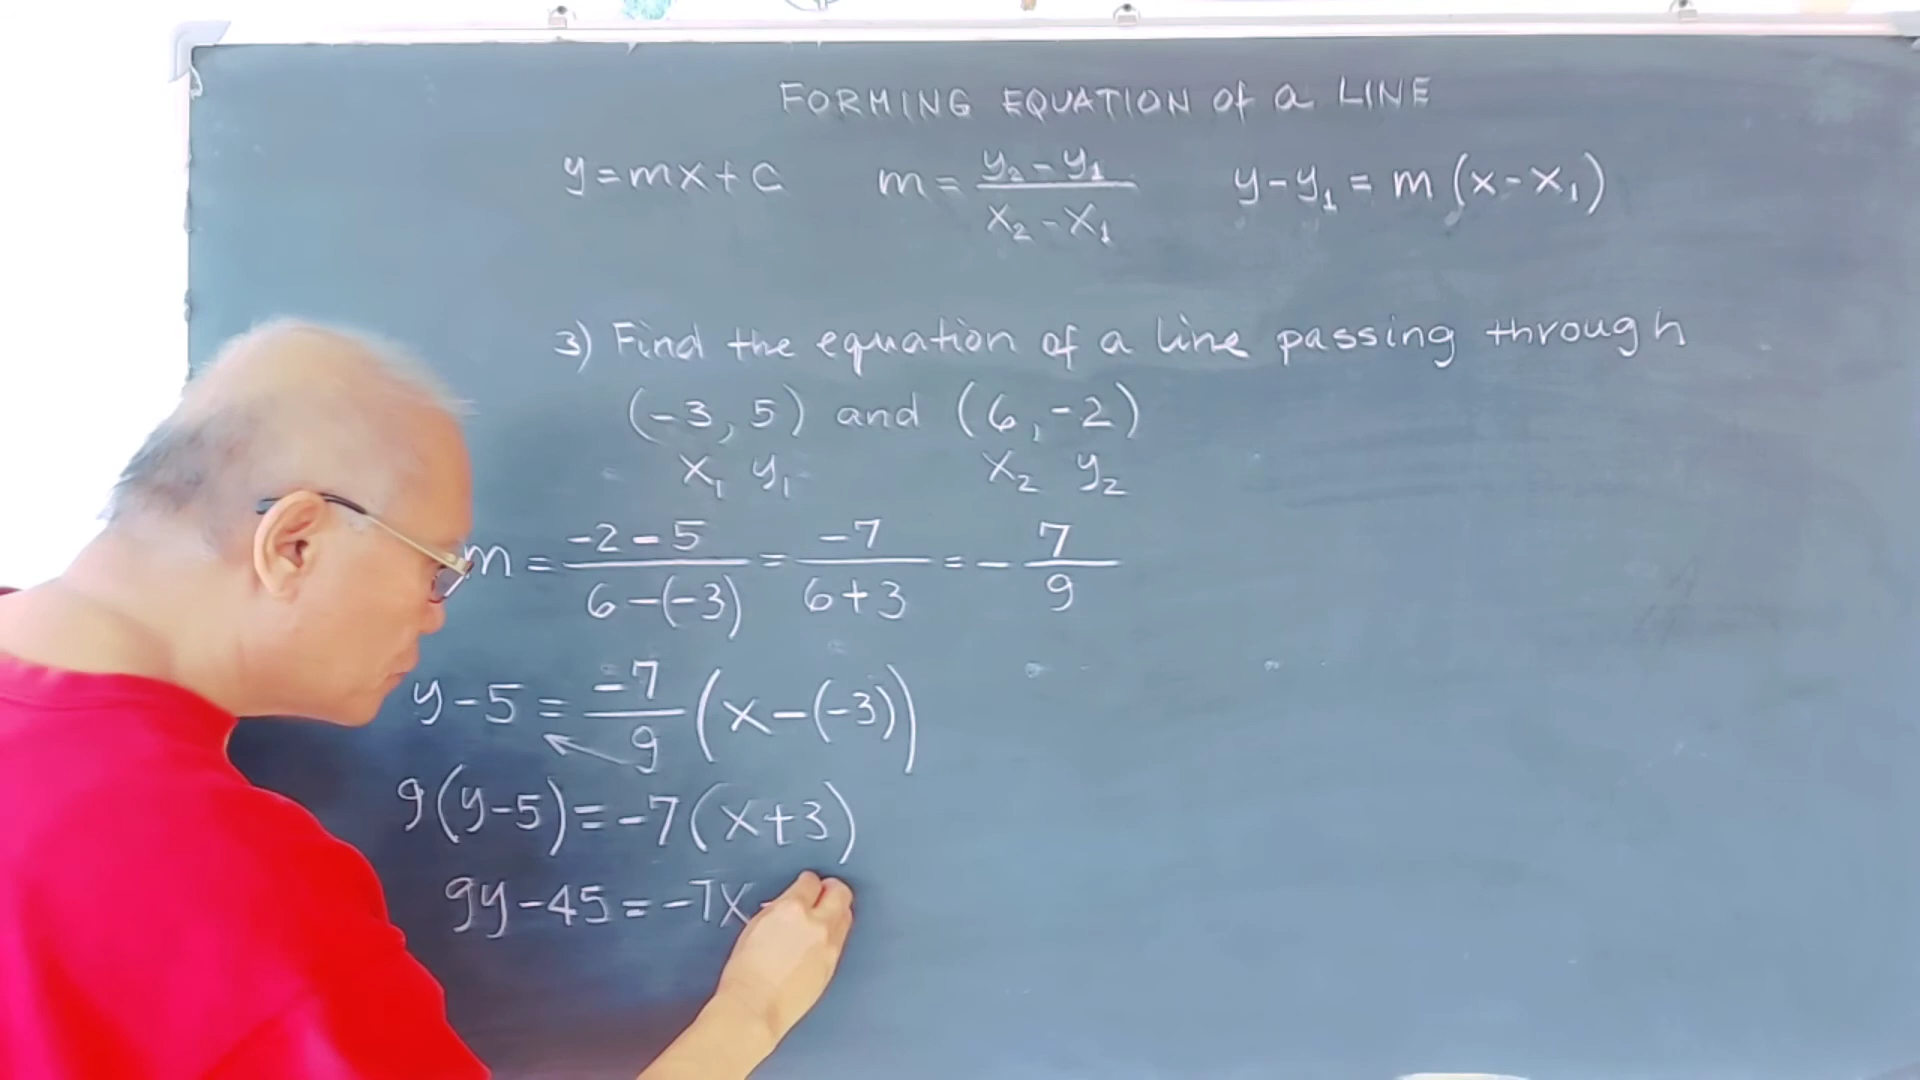 FORMING EQUATION of a LINE
y=mx+c m = y₂-y₁ / x₂-x₁ y-y₁ = m (x-x₁)
3) Find the equation of a line passing through
(-3, 5) and (6, -2)
x₁ y₁ x₂ y₂
m = -2-5 / 6-(-3) = -7 / 6+3 = - 7 / 9
y-5 = -7 / 9 (x-(-3))
9(y-5) = -7(x+3)
9y-45 = -7x -